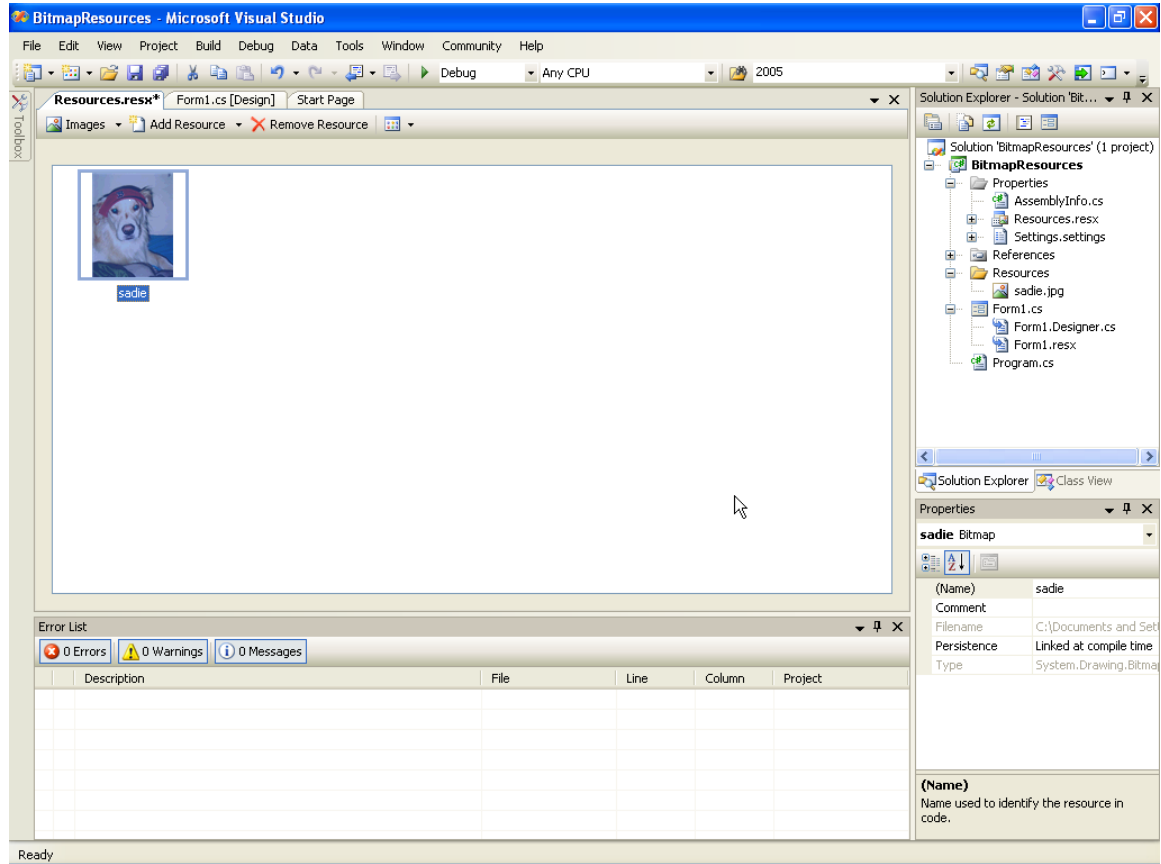 BitmapResources - Microsoft Visual Studio
File Edit View Project Build Debug Data Tools Window Community Help
Debug Any CPU 2005
Toolbox
Resources.resx* Form1.cs [Design] Start Page
Images Add Resource Remove Resource
sadie
Error List
0 Errors 0 Warnings 0 Messages
Description File Line Column Project
Solution Explorer - Solution 'Bit...
Solution 'BitmapResources' (1 project)
BitmapResources
Properties
AssemblyInfo.cs
Resources.resx
Settings.settings
References
Resources
sadie.jpg
Form1.cs
Form1.Designer.cs
Form1.resx
Program.cs
Solution Explorer Class View
Properties
sadie Bitmap
(Name) sadie
Comment
Filename C:\Documents and Set
Persistence Linked at compile time
Type System.Drawing.Bitma
(Name)
Name used to identify the resource in
code.
Ready